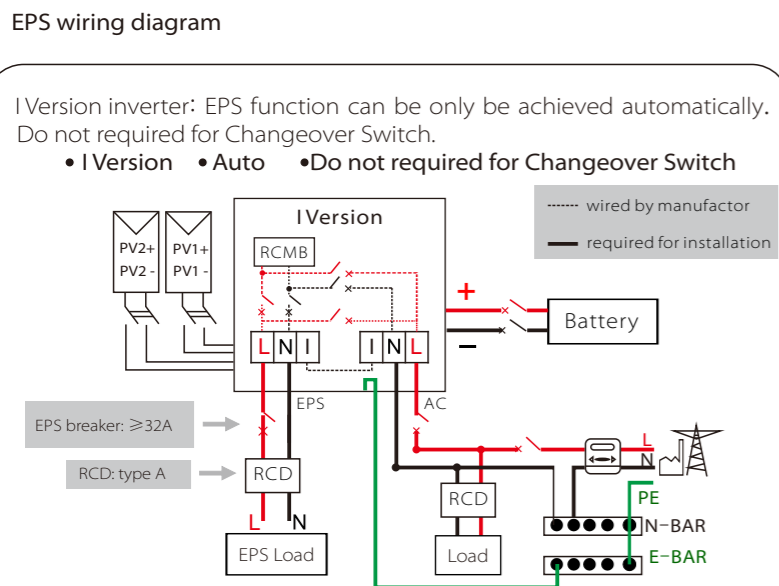 EPS wiring diagram
I Version inverter: EPS function can be only be achieved automatically.
Do not required for Changeover Switch.
• I Version • Auto •Do not required for Changeover Switch
wired by manufactor
required for installation
I Version
RCMB
PV2+
PV2 -
PV1+
PV1 -
+
−
Battery
L N I
I N L
EPS
AC
EPS breaker: ≥32A
RCD: type A
RCD
L
N
EPS Load
RCD
Load
L
N
PE
N-BAR
E-BAR